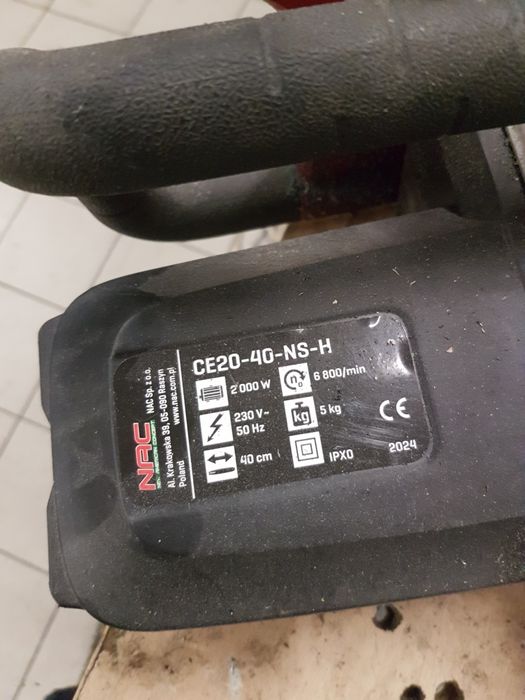 CE20-40-NS-H
2 000 W
6 800/min
230 V~
50 Hz
kg
5 kg
40 cm
IPX0
CE
2024
NAC
NAC Sp. z o.o.
Al. Krakowska 39, 05-090 Raszyn
www.nac.com.pl
Poland